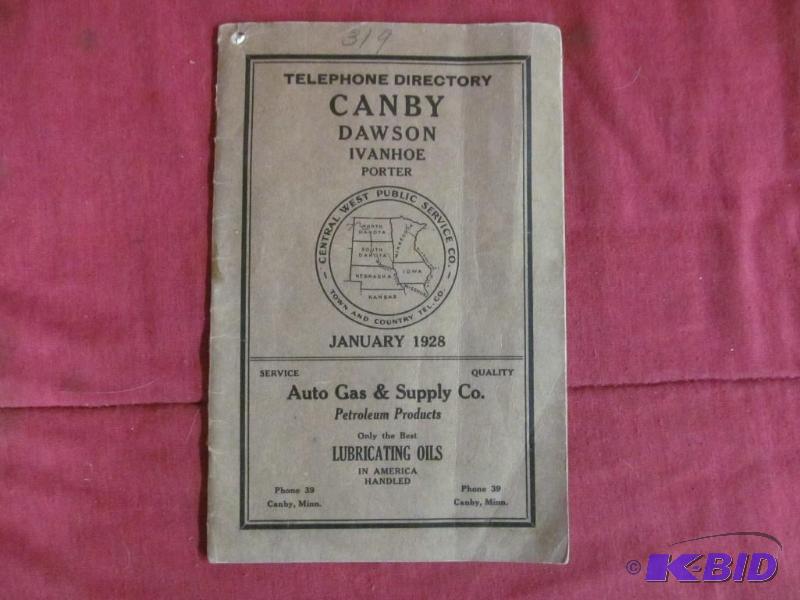 319
TELEPHONE DIRECTORY
CANBY
DAWSON
IVANHOE
PORTER
CENTRAL WEST PUBLIC SERVICE CO.
NORTH DAKOTA
MINNESOTA
SOUTH DAKOTA
NEBRASKA
IOWA
KANSAS
TOWN AND COUNTRY TEL. CO.
JANUARY 1928
SERVICE QUALITY
Auto Gas & Supply Co.
Petroleum Products
Only the Best
LUBRICATING OILS
IN AMERICA
HANDLED
Phone 39 Phone 39
Canby, Minn. Canby, Minn.
© K-BID